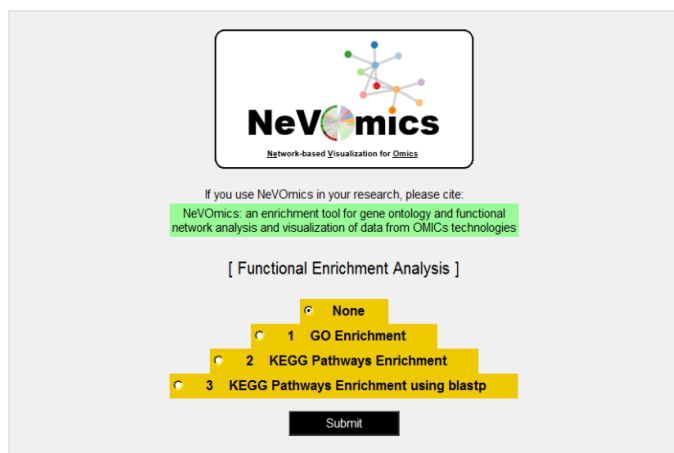 NeVOmics
Network-based Visualization for Omics
If you use NeVOmics in your research, please cite:
NeVOmics: an enrichment tool for gene ontology and functional
network analysis and visualization of data from OMICs technologies
[ Functional Enrichment Analysis ]
None
1 GO Enrichment
2 KEGG Pathways Enrichment
3 KEGG Pathways Enrichment using blastp
Submit